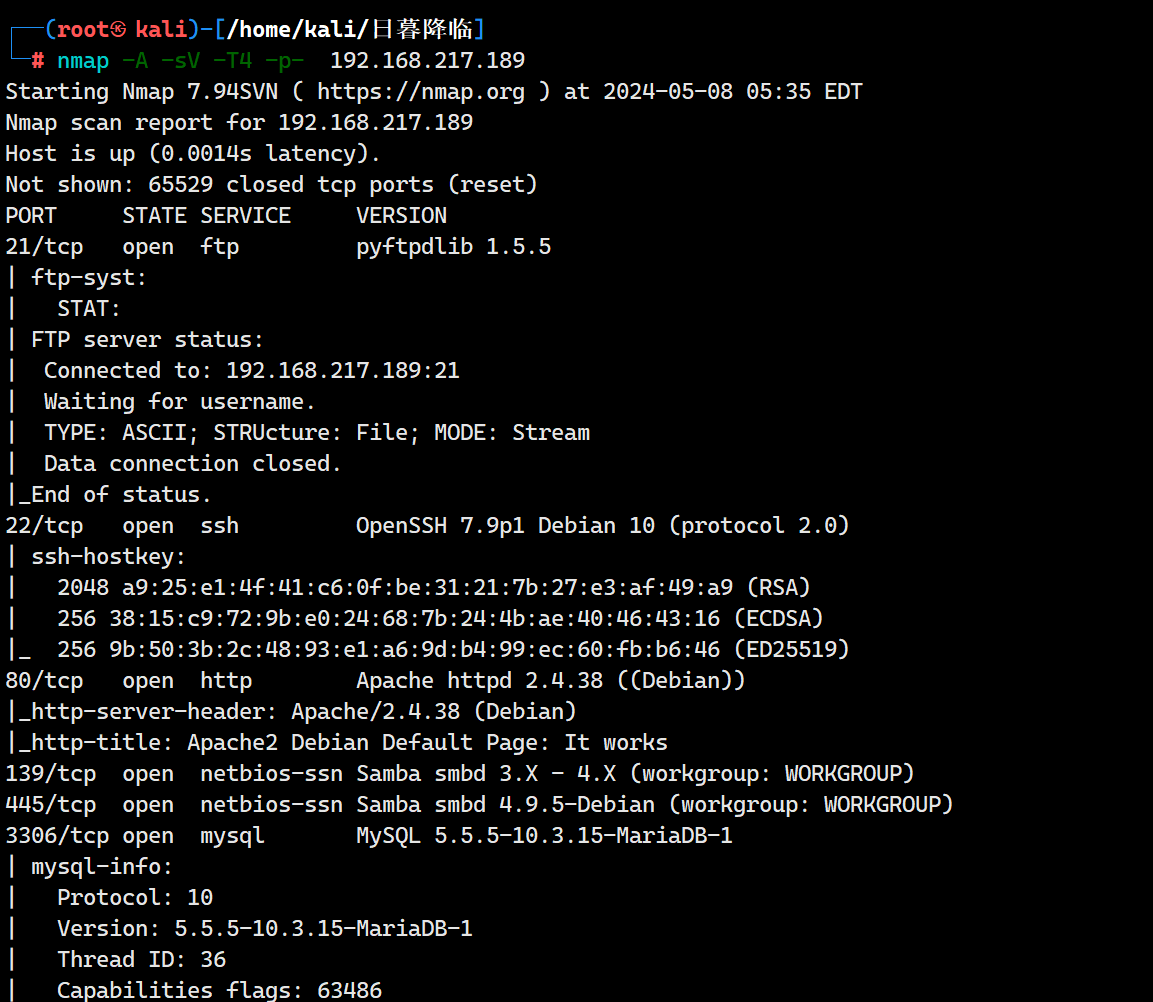 ┌──(root㉿kali)-[/home/kali/日暮降临]
└─# nmap -A -sV -T4 -p-  192.168.217.189
Starting Nmap 7.94SVN ( https://nmap.org ) at 2024-05-08 05:35 EDT
Nmap scan report for 192.168.217.189
Host is up (0.0014s latency).
Not shown: 65529 closed tcp ports (reset)
PORT     STATE SERVICE     VERSION
21/tcp   open  ftp         pyftpdlib 1.5.5
| ftp-syst:
|   STAT:
| FTP server status:
|  Connected to: 192.168.217.189:21
|  Waiting for username.
|  TYPE: ASCII; STRUcture: File; MODE: Stream
|  Data connection closed.
|_End of status.
22/tcp   open  ssh         OpenSSH 7.9p1 Debian 10 (protocol 2.0)
| ssh-hostkey:
|   2048 a9:25:e1:4f:41:c6:0f:be:31:21:7b:27:e3:af:49:a9 (RSA)
|   256 38:15:c9:72:9b:e0:24:68:7b:24:4b:ae:40:46:43:16 (ECDSA)
|_  256 9b:50:3b:2c:48:93:e1:a6:9d:b4:99:ec:60:fb:b6:46 (ED25519)
80/tcp   open  http        Apache httpd 2.4.38 ((Debian))
|_http-server-header: Apache/2.4.38 (Debian)
|_http-title: Apache2 Debian Default Page: It works
139/tcp  open  netbios-ssn Samba smbd 3.X - 4.X (workgroup: WORKGROUP)
445/tcp  open  netbios-ssn Samba smbd 4.9.5-Debian (workgroup: WORKGROUP)
3306/tcp open  mysql       MySQL 5.5.5-10.3.15-MariaDB-1
| mysql-info:
|   Protocol: 10
|   Version: 5.5.5-10.3.15-MariaDB-1
|   Thread ID: 36
|   Capabilities flags: 63486